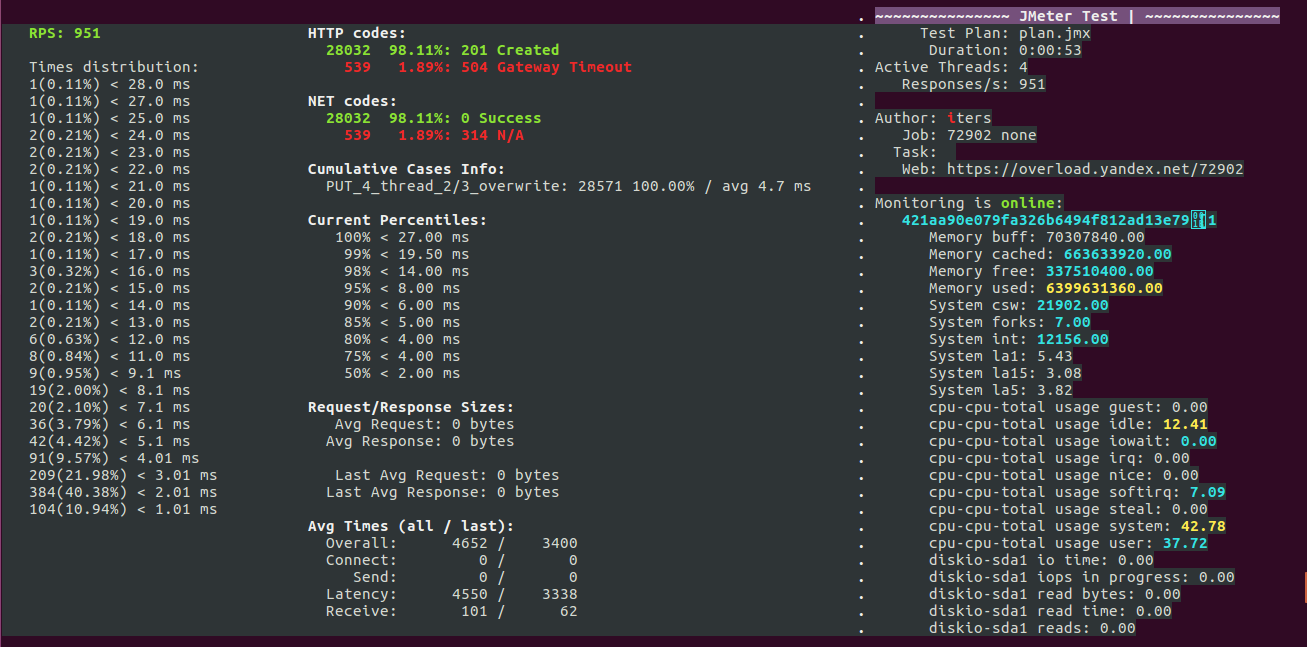 ~~~~~~~~~~~~~~~ JMeter Test | ~~~~~~~~~~~~~~~
RPS: 951
Times distribution:
1(0.11%) < 28.0 ms
1(0.11%) < 27.0 ms
1(0.11%) < 25.0 ms
2(0.21%) < 24.0 ms
2(0.21%) < 23.0 ms
2(0.21%) < 22.0 ms
1(0.11%) < 21.0 ms
1(0.11%) < 20.0 ms
1(0.11%) < 19.0 ms
2(0.21%) < 18.0 ms
1(0.11%) < 17.0 ms
3(0.32%) < 16.0 ms
2(0.21%) < 15.0 ms
1(0.11%) < 14.0 ms
2(0.21%) < 13.0 ms
6(0.63%) < 12.0 ms
8(0.84%) < 11.0 ms
9(0.95%) < 9.1 ms
19(2.00%) < 8.1 ms
20(2.10%) < 7.1 ms
36(3.79%) < 6.1 ms
42(4.42%) < 5.1 ms
91(9.57%) < 4.01 ms
209(21.98%) < 3.01 ms
384(40.38%) < 2.01 ms
104(10.94%) < 1.01 ms
HTTP codes:
28032 98.11%: 201 Created
539 1.89%: 504 Gateway Timeout
NET codes:
28032 98.11%: 0 Success
539 1.89%: 314 N/A
Cumulative Cases Info:
PUT_4_thread_2/3_overwrite: 28571 100.00% / avg 4.7 ms
Current Percentiles:
100% < 27.00 ms
99% < 19.50 ms
98% < 14.00 ms
95% < 8.00 ms
90% < 6.00 ms
85% < 5.00 ms
80% < 4.00 ms
75% < 4.00 ms
50% < 2.00 ms
Request/Response Sizes:
Avg Request: 0 bytes
Avg Response: 0 bytes
Last Avg Request: 0 bytes
Last Avg Response: 0 bytes
Avg Times (all / last):
Overall: 4652 / 3400
Connect: 0 / 0
Send: 0 / 0
Latency: 4550 / 3338
Receive: 101 / 62
Test Plan: plan.jmx
Duration: 0:00:53
Active Threads: 4
Responses/s: 951
Author: iters
Job: 72902 none
Task:
Web: https://overload.yandex.net/72902
Monitoring is online:
421aa90e079fa326b6494f812ad13e79 1
Memory buff: 70307840.00
Memory cached: 663633920.00
Memory free: 337510400.00
Memory used: 6399631360.00
System csw: 21902.00
System forks: 7.00
System int: 12156.00
System la1: 5.43
System la15: 3.08
System la5: 3.82
cpu-cpu-total usage guest: 0.00
cpu-cpu-total usage idle: 12.41
cpu-cpu-total usage iowait: 0.00
cpu-cpu-total usage irq: 0.00
cpu-cpu-total usage nice: 0.00
cpu-cpu-total usage softirq: 7.09
cpu-cpu-total usage steal: 0.00
cpu-cpu-total usage system: 42.78
cpu-cpu-total usage user: 37.72
diskio-sda1 io time: 0.00
diskio-sda1 iops in progress: 0.00
diskio-sda1 read bytes: 0.00
diskio-sda1 read time: 0.00
diskio-sda1 reads: 0.00